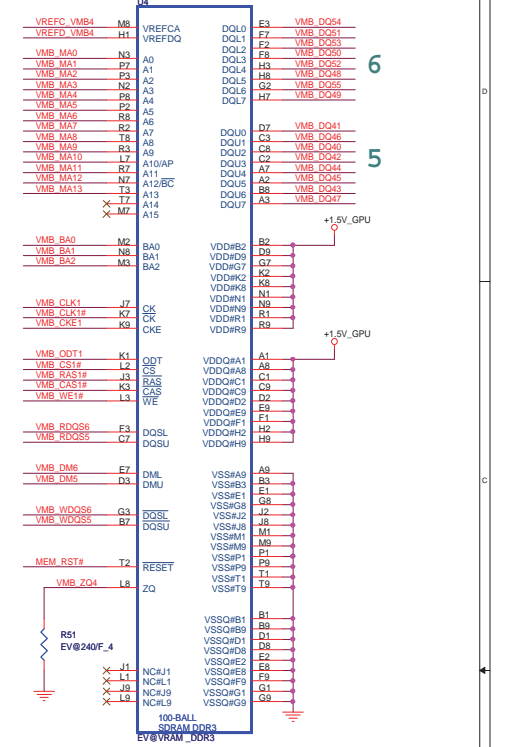 U4
VREFC_VMB4 M8 VREFCA DQL0 E3 VMB_DQ54
VREFD_VMB4 H1 VREFDQ DQL1 F7 VMB_DQ51
DQL2 F2 VMB_DQ53
VMB_MA0 N3 A0 DQL3 F8 VMB_DQ50
VMB_MA1 P7 A1 DQL4 H3 VMB_DQ52 6
VMB_MA2 P3 A2 DQL5 H8 VMB_DQ48
VMB_MA3 N2 A3 DQL6 G2 VMB_DQ55
VMB_MA4 P8 A4 DQL7 H7 VMB_DQ49
D
VMB_MA5 P2 A5
VMB_MA6 R8 A6
VMB_MA7 R2 A7 DQU0 D7 VMB_DQ41
VMB_MA8 T8 A8 DQU1 C3 VMB_DQ46
VMB_MA9 R3 A9 DQU2 C8 VMB_DQ40
VMB_MA10 L7 A10/AP DQU3 C2 VMB_DQ42 5
VMB_MA11 R7 A11 DQU4 A7 VMB_DQ44
VMB_MA12 N7 A12/BC DQU5 A2 VMB_DQ45
VMB_MA13 T3 A13 DQU6 B8 VMB_DQ43
T7 A14 DQU7 A3 VMB_DQ47
M7 A15
+1.5V_GPU
VMB_BA0 M2 BA0 VDD#B2 B2
VMB_BA1 N8 BA1 VDD#D9 D9
VMB_BA2 M3 BA2 VDD#G7 G7
VDD#K2 K2
VDD#K8 K8
VDD#N1 N1
VMB_CLK1 J7 CK VDD#N9 N9
VMB_CLK1# K7 CK VDD#R1 R1
VMB_CKE1 K9 CKE VDD#R9 R9
+1.5V_GPU
VMB_ODT1 K1 ODT VDDQ#A1 A1
VMB_CS1# L2 CS VDDQ#A8 A8
VMB_RAS1# J3 RAS VDDQ#C1 C1
VMB_CAS1# K3 CAS VDDQ#C9 C9
VMB_WE1# L3 WE VDDQ#D2 D2
VDDQ#E9 E9
VDDQ#F1 F1
VMB_RDQS6 F3 DQSL VDDQ#H2 H2
VMB_RDQS5 C7 DQSU VDDQ#H9 H9
VMB_DM6 E7 DML VSS#A9 A9
VMB_DM5 D3 DMU VSS#B3 B3
C
VSS#E1 E1
VSS#G8 G8
VMB_WDQS6 G3 DQSL VSS#J2 J2
VMB_WDQS5 B7 DQSU VSS#J8 J8
VSS#M1 M1
VSS#M9 M9
VSS#P1 P1
MEM_RST# T2 RESET VSS#P9 P9
VSS#T1 T1
VMB_ZQ4 L8 ZQ VSS#T9 T9
VSSQ#B1 B1
VSSQ#B9 B9
R51 VSSQ#D1 D1
EV@240/F_4 VSSQ#D8 D8
VSSQ#E2 E2
J1 NC#J1 VSSQ#E8 E8
L1 NC#L1 VSSQ#F9 F9
J9 NC#J9 VSSQ#G1 G1
L9 NC#L9 VSSQ#G9 G9
100-BALL
SDRAM DDR3
EV@VRAM _DDR3